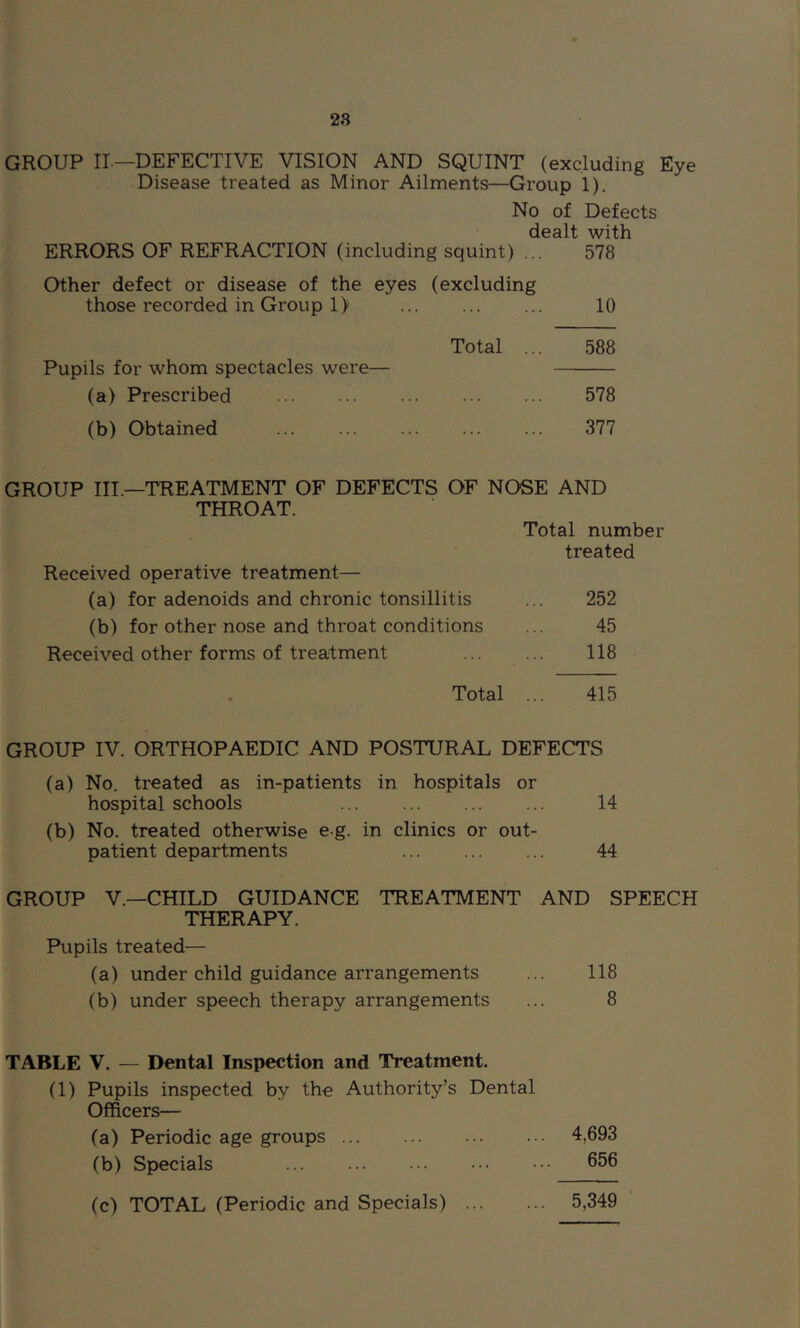 23
GROUP II.—DEFECTIVE VISION AND SQUINT (excluding Eye
Disease treated as Minor Ailments—Group 1).
No of Defects
dealt with
ERRORS OF REFRACTION (including squint) ... 578
Other defect or disease of the eyes (excluding
those recorded in Group 1) ... ... ... 10
Total ... 588
Pupils for whom spectacles were—
(a) Prescribed ... ... ... ... ... 578
(b) Obtained ... ... ... ... ... 377
GROUP III.—TREATMENT OF DEFECTS OF NOSE AND
THROAT.
Total number
treated
Received operative treatment—
(a) for adenoids and chronic tonsillitis ... 252
(b) for other nose and throat conditions ... 45
Received other forms of treatment ... ... 118
Total ... 415
GROUP IV. ORTHOPAEDIC AND POSTURAL DEFECTS
(a) No. treated as in-patients in hospitals or
hospital schools ... ... ... ... 14
(b) No. treated otherwise e.g. in clinics or out-
patient departments ... ... ... 44
GROUP V.—CHILD GUIDANCE TREATMENT AND SPEECH
THERAPY.
Pupils treated—
(a) under child guidance arrangements ... 118
(b) under speech therapy arrangements ... 8
TABLE V. — Dental Inspection and Treatment.
(1) Pupils inspected by the Authority's Dental
Officers—
(a) Periodic age groups ... ... ... ... 4,693
(b) Specials ... ... ... ... ... 656
(c) TOTAL (Periodic and Specials) ... ... 5,349